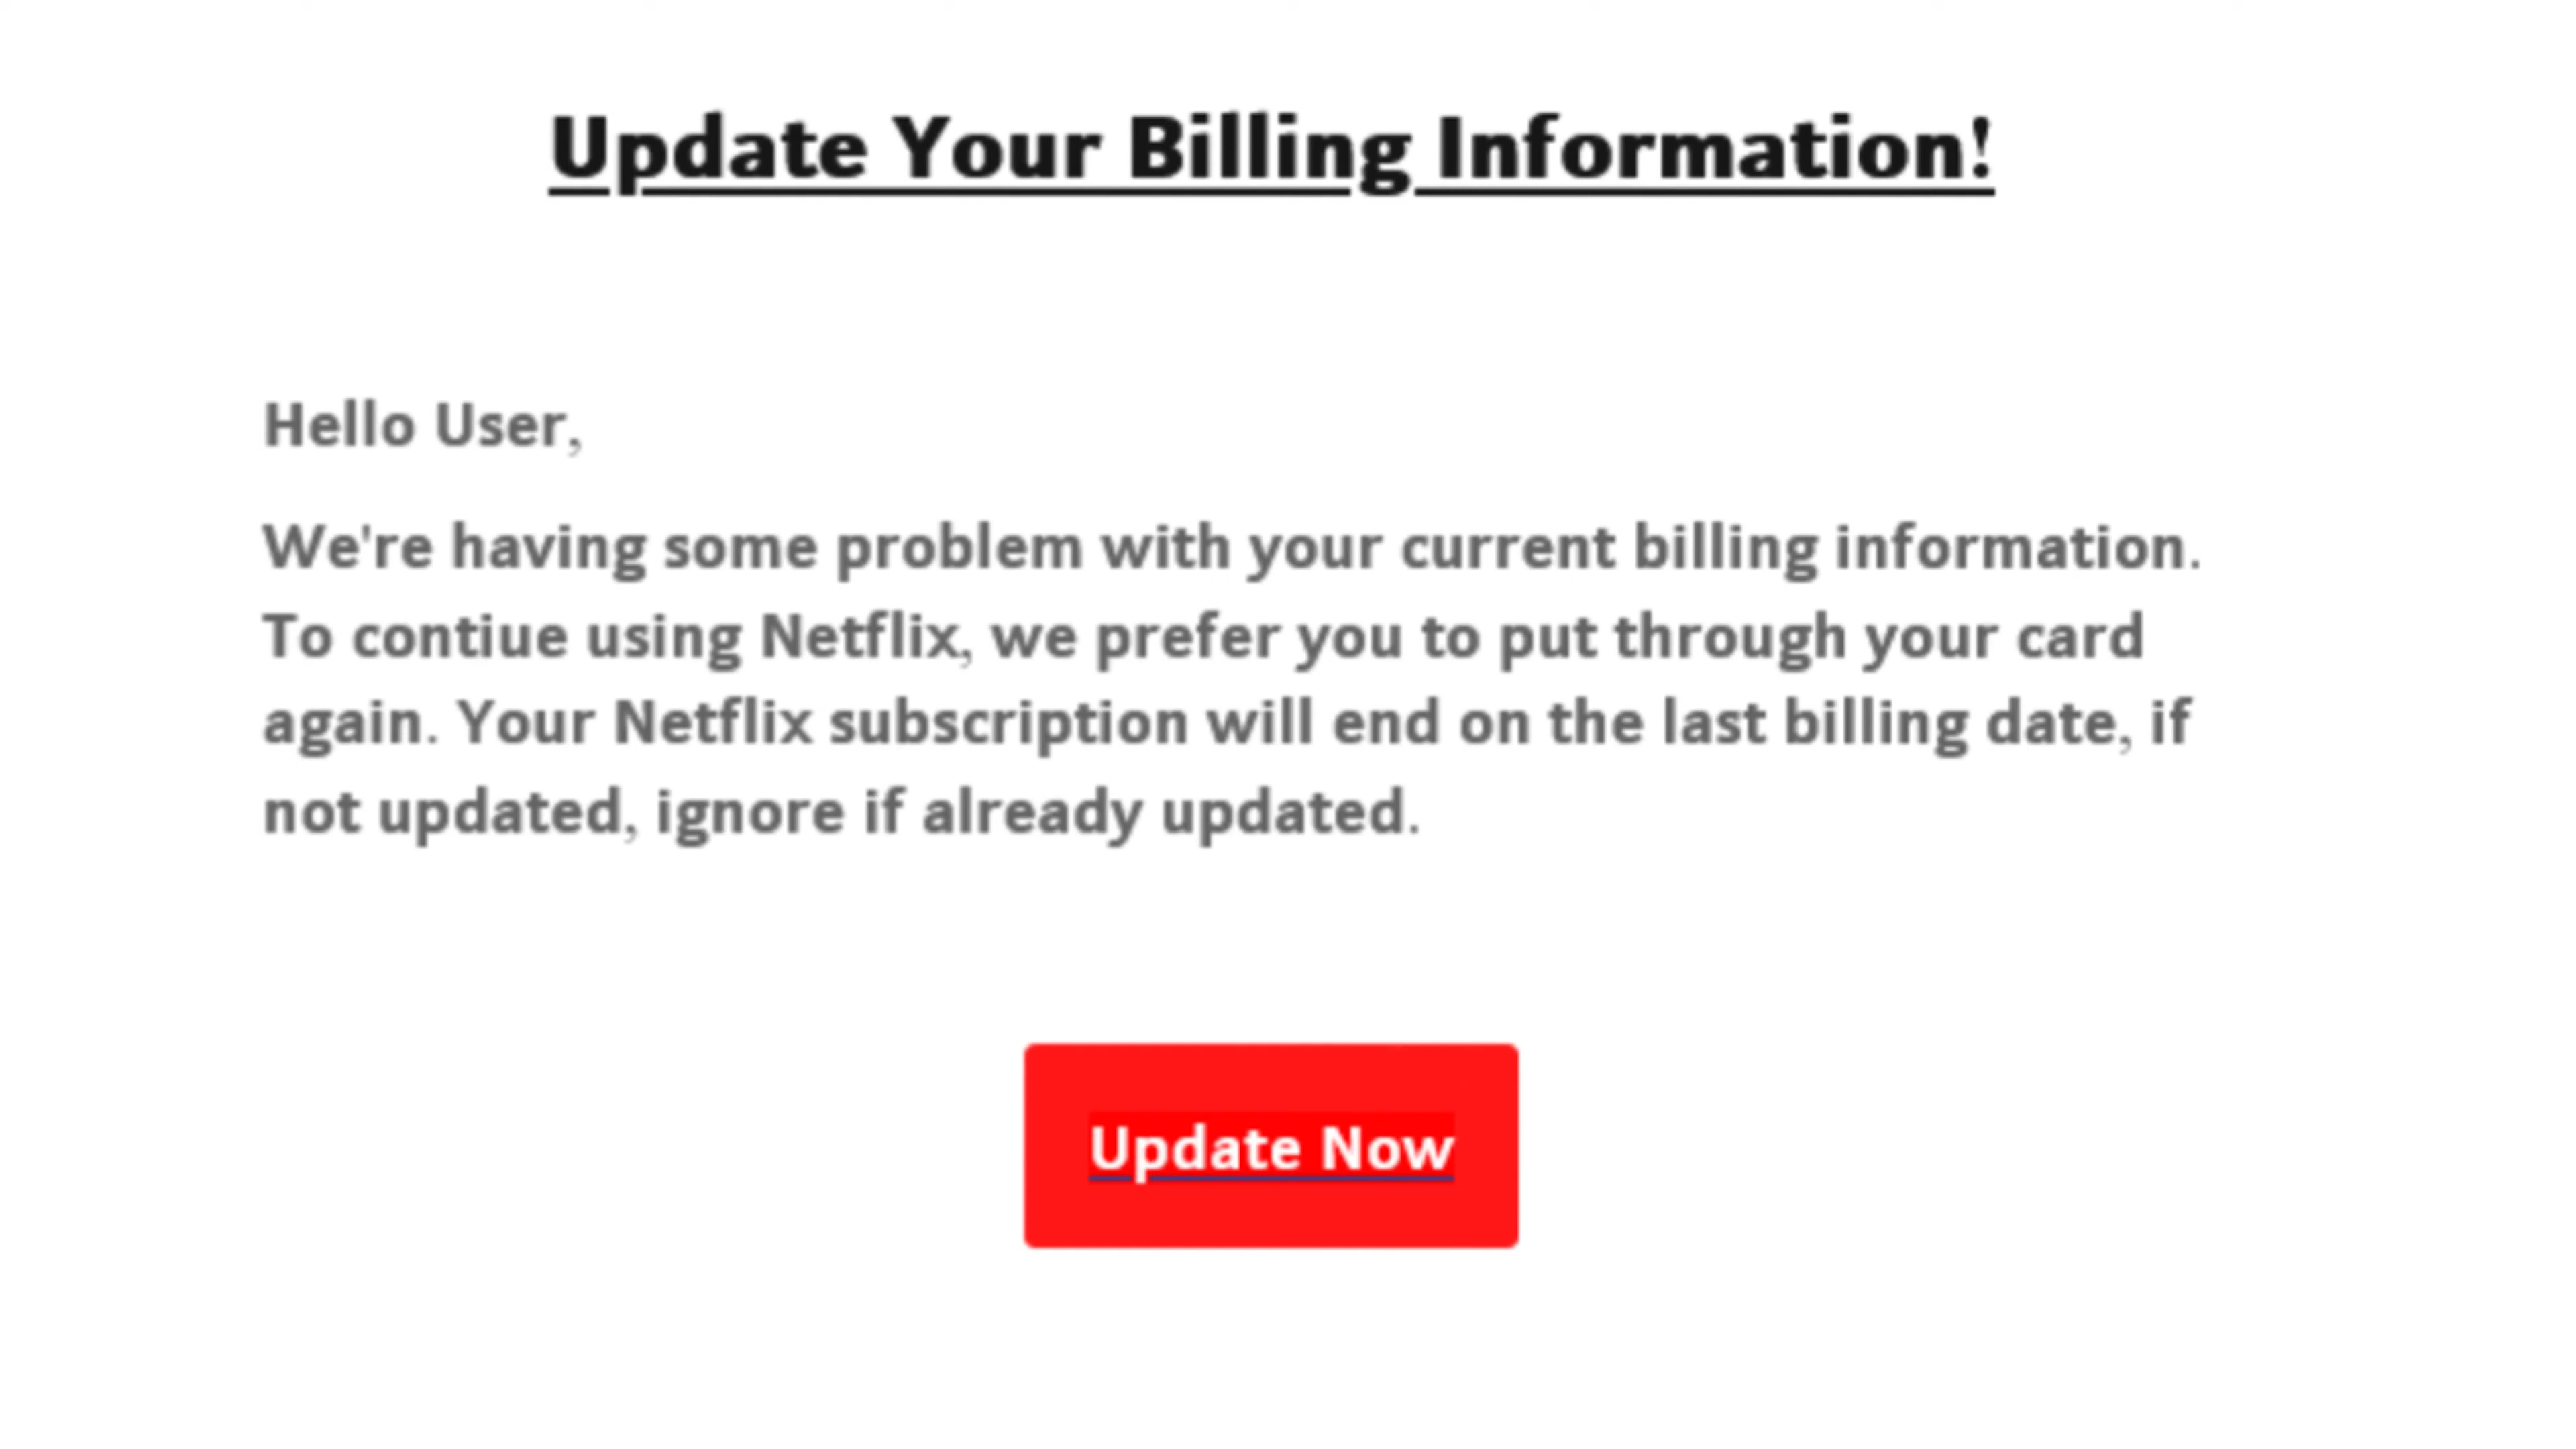 Update Your Billing Information!
Hello User,
We're having some problem with your current billing information.
To contiue using Netflix, we prefer you to put through your card
again. Your Netflix subscription will end on the last billing date, if
not updated, ignore if already updated.
Update Now